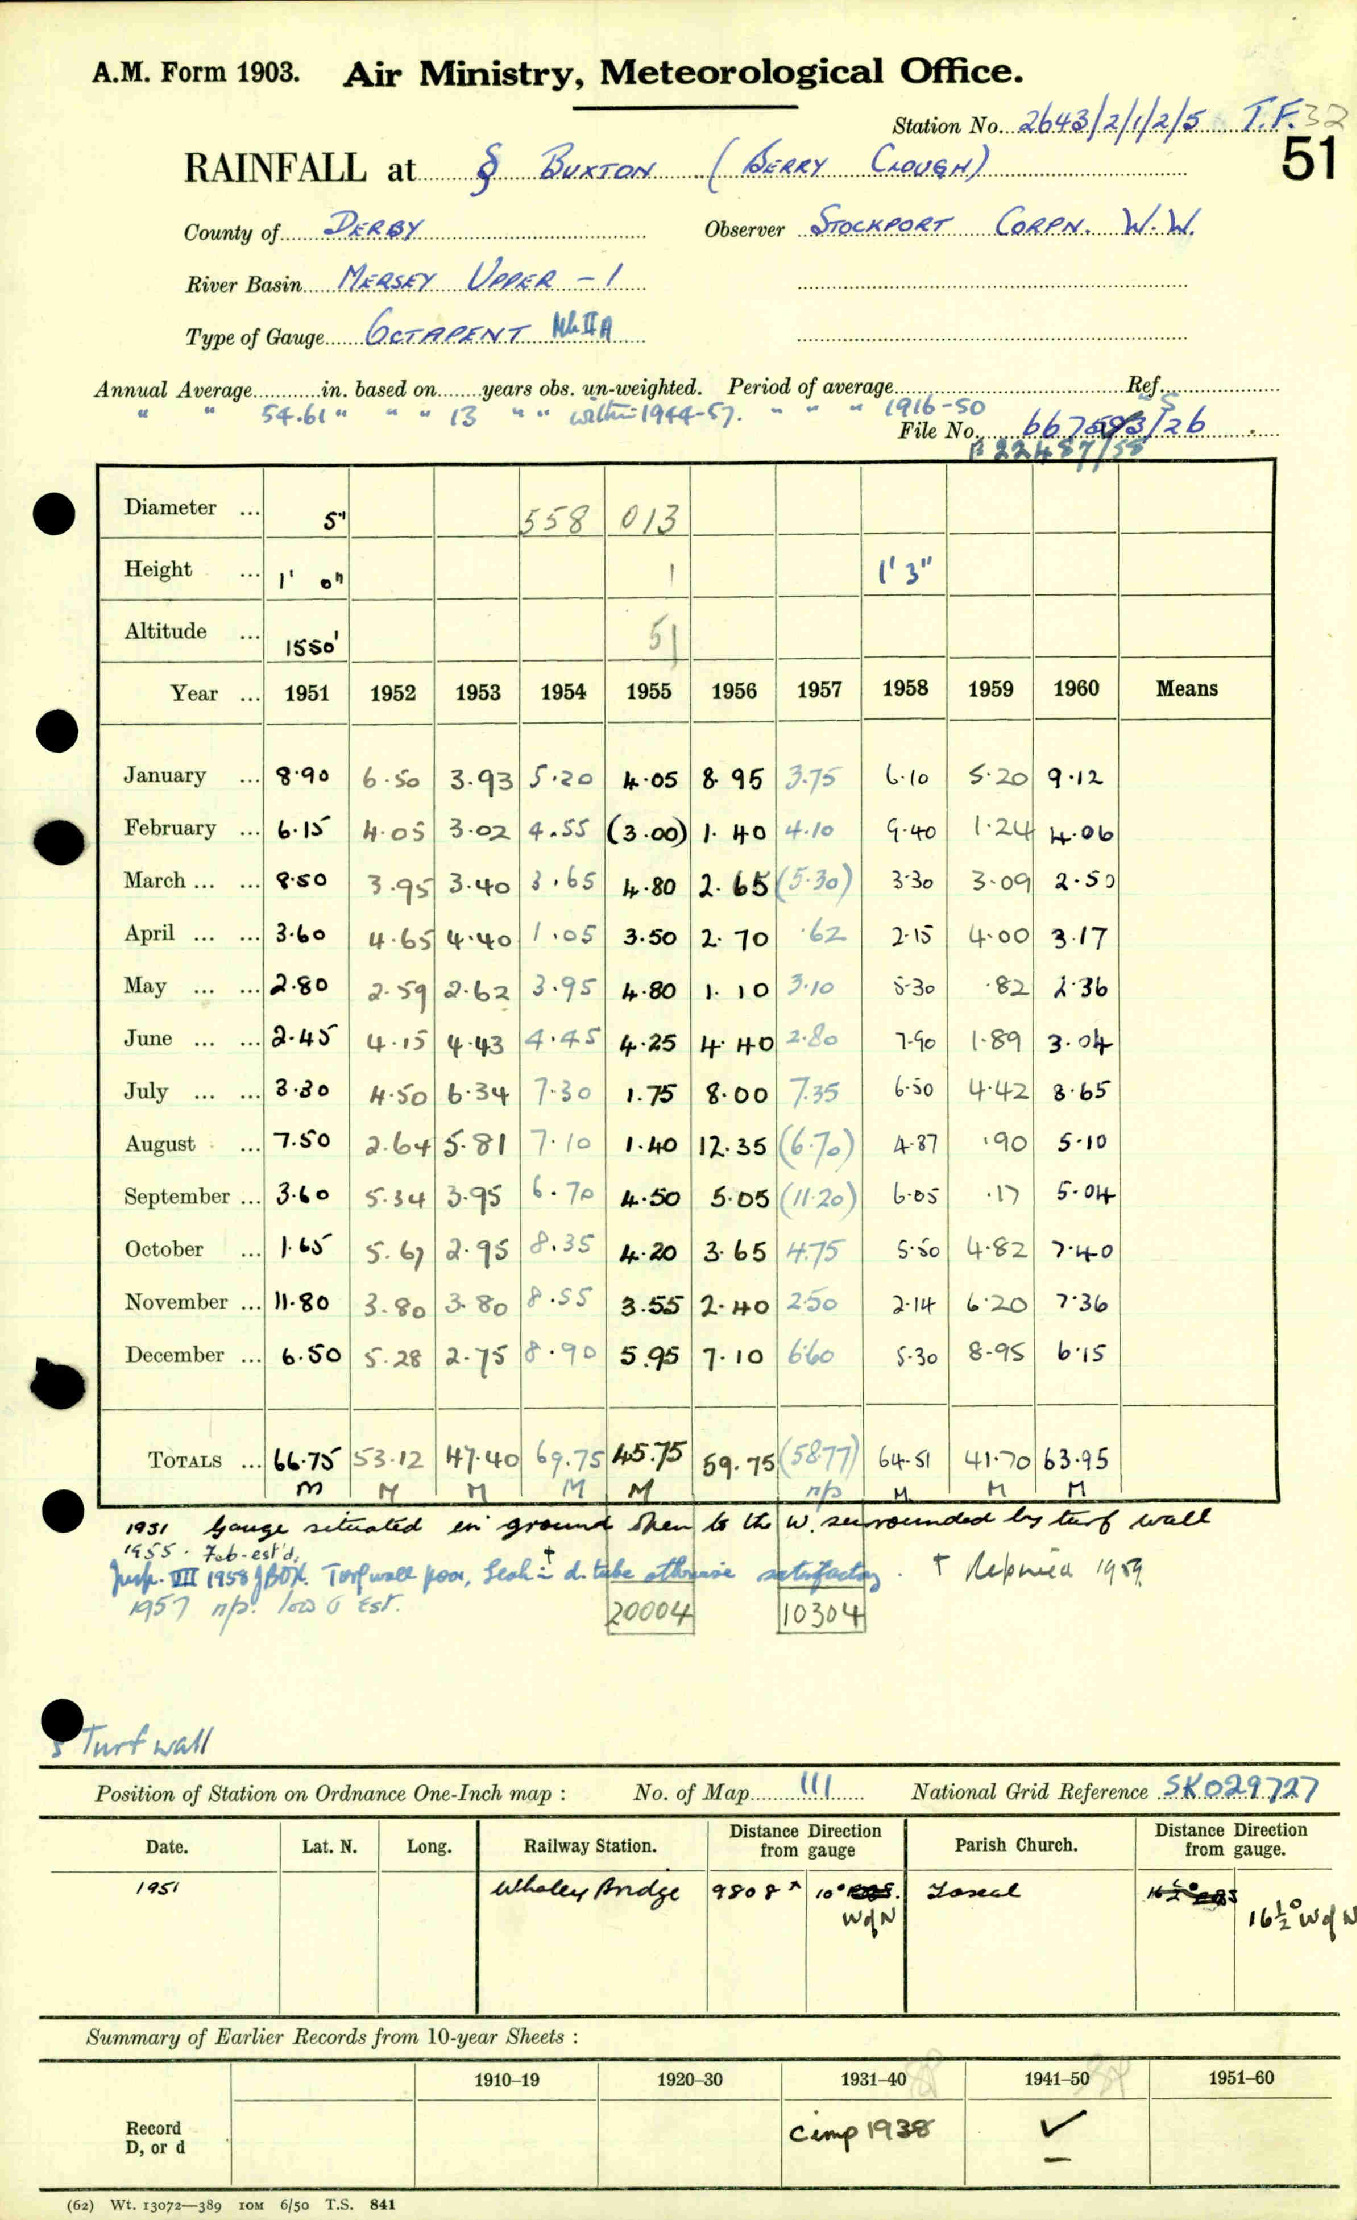 A.M. Form 1903. Air Ministry, Meteorological Office.
Station No. 2643/2/1/2/5 T.F. 32
51
RAINFALL at § BUXTON (BERRY CLOUGH)
County of DERBY Observer STOCKPORT CORPN. W.W.
River Basin MERSEY UPPER - 1
Type of Gauge OCTAPENT Mk II A
Annual Average in. based on years obs. un-weighted. Period of average Ref.
" " 54.61 " " " 13 " " within 1944-57. " " " 1916-50 " S
File No. /26
22487/58
Diameter ... 5" 558 013
Height ... 1' 0" 1 1' 3"
Altitude ... 1550' 51
Year ... 1951 1952 1953 1954 1955 1956 1957 1958 1959 1960 Means
January ... 8.90 6.50 3.93 5.20 4.05 8.95 3.75 6.10 5.20 9.12
February ... 6.15 4.05 3.02 4.55 (3.00) 1.40 4.10 9.40 1.24 4.06
March ... ... 8.50 3.95 3.40 3.65 4.80 2.65 (5.30) 3.30 3.09 2.50
April ... ... 3.60 4.65 4.40 1.05 3.50 2.70 .62 2.15 4.00 3.17
May ... ... 2.80 2.59 2.62 3.95 4.80 1.10 3.10 5.30 .82 2.36
June ... ... 2.45 4.15 4.43 4.45 4.25 4.40 2.80 7.90 1.89 3.04
July ... ... 3.30 4.50 6.34 7.30 1.75 8.00 7.35 6.50 4.42 8.65
August ... 7.50 2.64 5.81 7.10 1.40 12.35 (6.70) 4.87 .90 5.10
September ... 3.60 5.34 3.95 6.70 4.50 5.05 (11.20) 6.05 .17 5.04
October ... 1.65 5.67 2.95 8.35 4.20 3.65 4.75 5.50 4.82 7.40
November ... 11.80 3.80 3.80 8.55 3.55 2.40 2.50 2.14 6.20 7.36
December ... 6.50 5.28 2.75 8.90 5.95 7.10 6.60 5.30 8.95 6.15
TOTALS ... 66.75 53.12 47.40 69.75 45.75 59.75 (58.77) 64.51 41.70 63.95
M M M M M n/p M M M
1951 Gauge situated in ground open to the W. surrounded by turf wall
1955. Feb. est'd.
Insp. VII 1958 JBDX. Turf wall poor, leak † in d. tube otherwise satisfactory. † Repaired 1959
1957 n/p. Est.
20004 10304
§ Turf wall
Position of Station on Ordnance One-Inch map : No. of Map 111 National Grid Reference SK029727
Date. Lat. N. Long. Railway Station. Distance Direction from gauge Parish Church. Distance Direction from gauge.
1951 Whaley Bridge 9808 x 10° W of N Taxal 16½° W of N
Summary of Earlier Records from 10-year Sheets :
1910–19 1920–30 1931–40 1941–50 1951–60
Record D, or d Comp 1938 ✓
(62) Wt. 13072—389 10M 6/50 T.S. 841